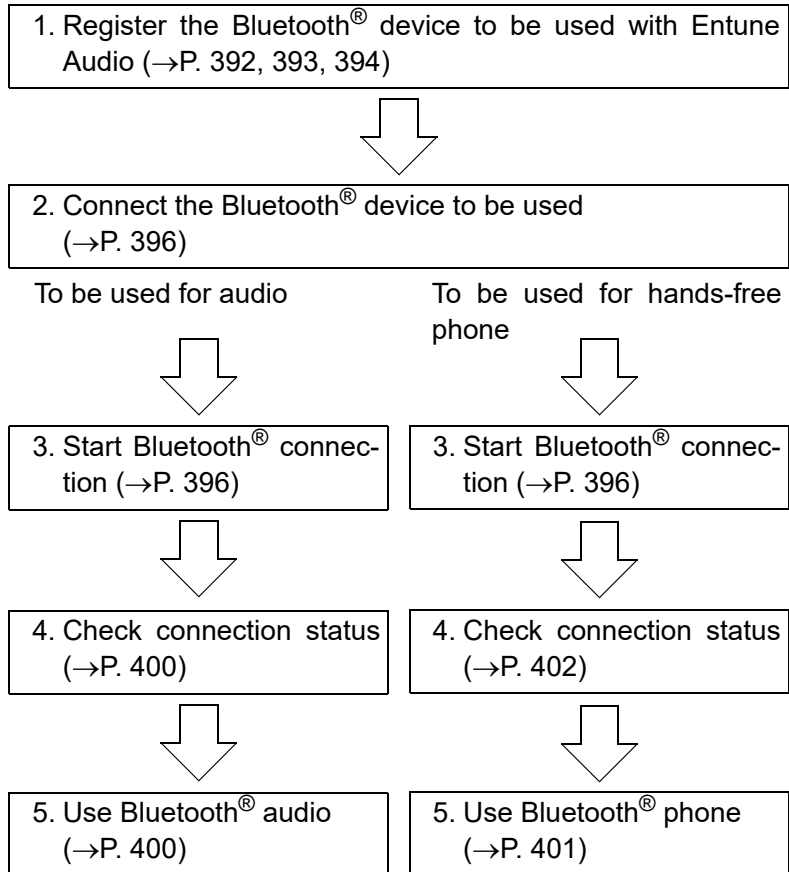 1. Register the Bluetooth® device to be used with Entune
Audio (→P. 392, 393, 394)
2. Connect the Bluetooth® device to be used
(→P. 396)
To be used for audio
To be used for hands-free
phone
3. Start Bluetooth® connec-
tion (→P. 396)
3. Start Bluetooth® connec-
tion (→P. 396)
4. Check connection status
(→P. 400)
4. Check connection status
(→P. 402)
5. Use Bluetooth® audio
(→P. 400)
5. Use Bluetooth® phone
(→P. 401)